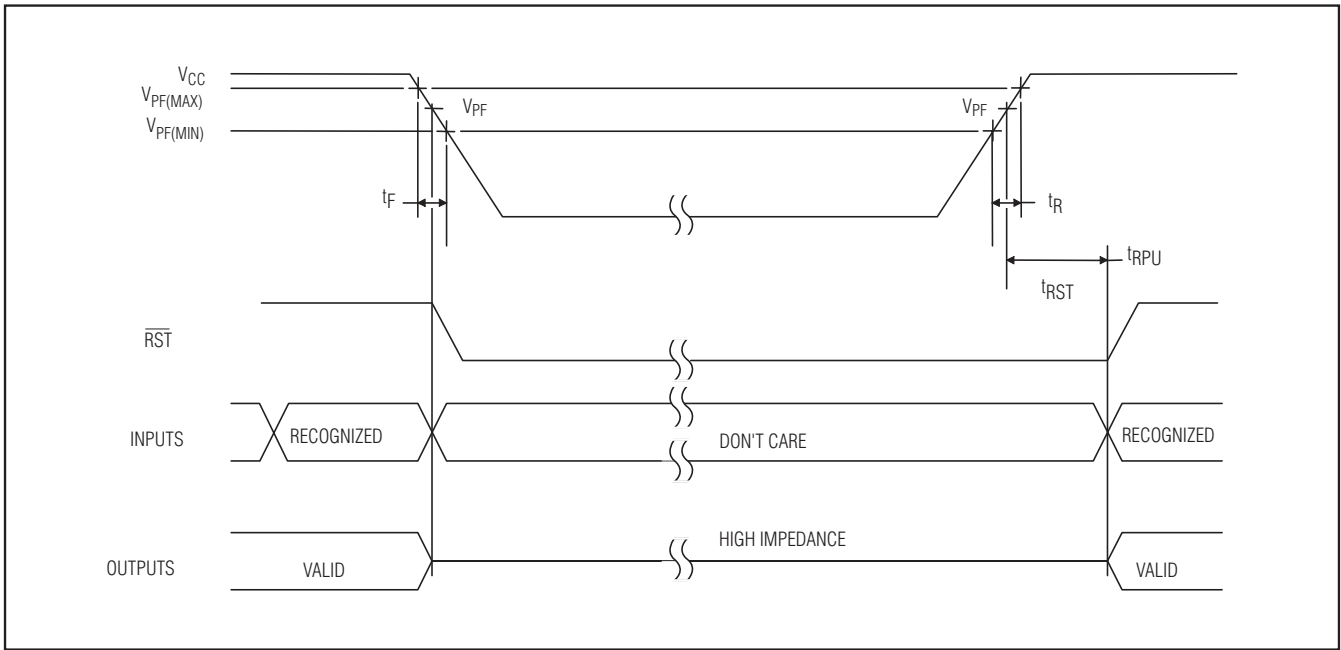 VCC
VPF(MAX)
VPF
VPF
VPF(MIN)
tF
tR
tRPU
tRST
RST
INPUTS
RECOGNIZED
DON'T CARE
RECOGNIZED
HIGH IMPEDANCE
OUTPUTS
VALID
VALID